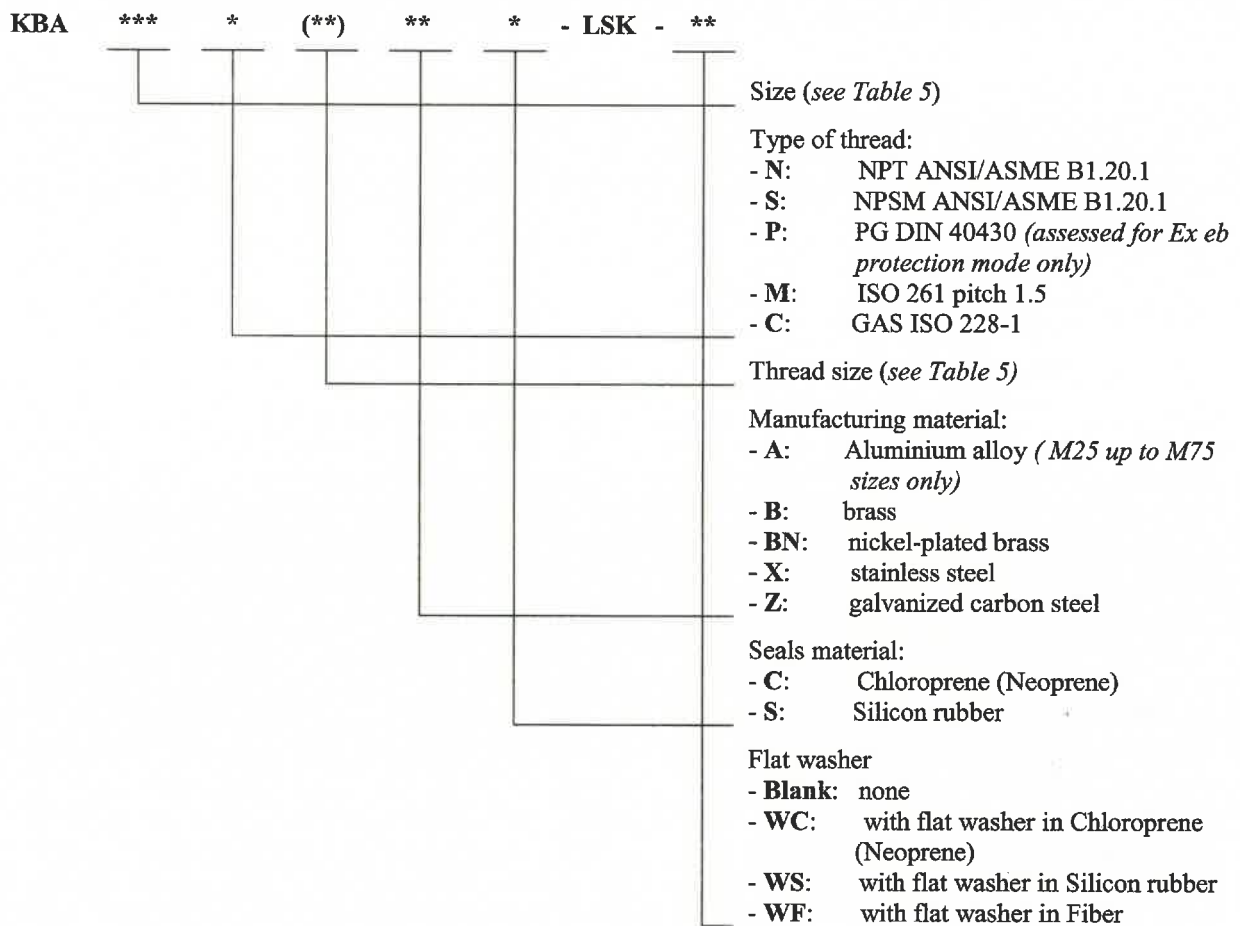 KBA *** * (**) ** * - LSK - **
Size (see Table 5)
Type of thread:
- N: NPT ANSI/ASME B1.20.1
- S: NPSM ANSI/ASME B1.20.1
- P: PG DIN 40430 (assessed for Ex eb
protection mode only)
- M: ISO 261 pitch 1.5
- C: GAS ISO 228-1
Thread size (see Table 5)
Manufacturing material:
- A: Aluminium alloy ( M25 up to M75
sizes only)
- B: brass
- BN: nickel-plated brass
- X: stainless steel
- Z: galvanized carbon steel
Seals material:
- C: Chloroprene (Neoprene)
- S: Silicon rubber
Flat washer
- Blank: none
- WC: with flat washer in Chloroprene
(Neoprene)
- WS: with flat washer in Silicon rubber
- WF: with flat washer in Fiber